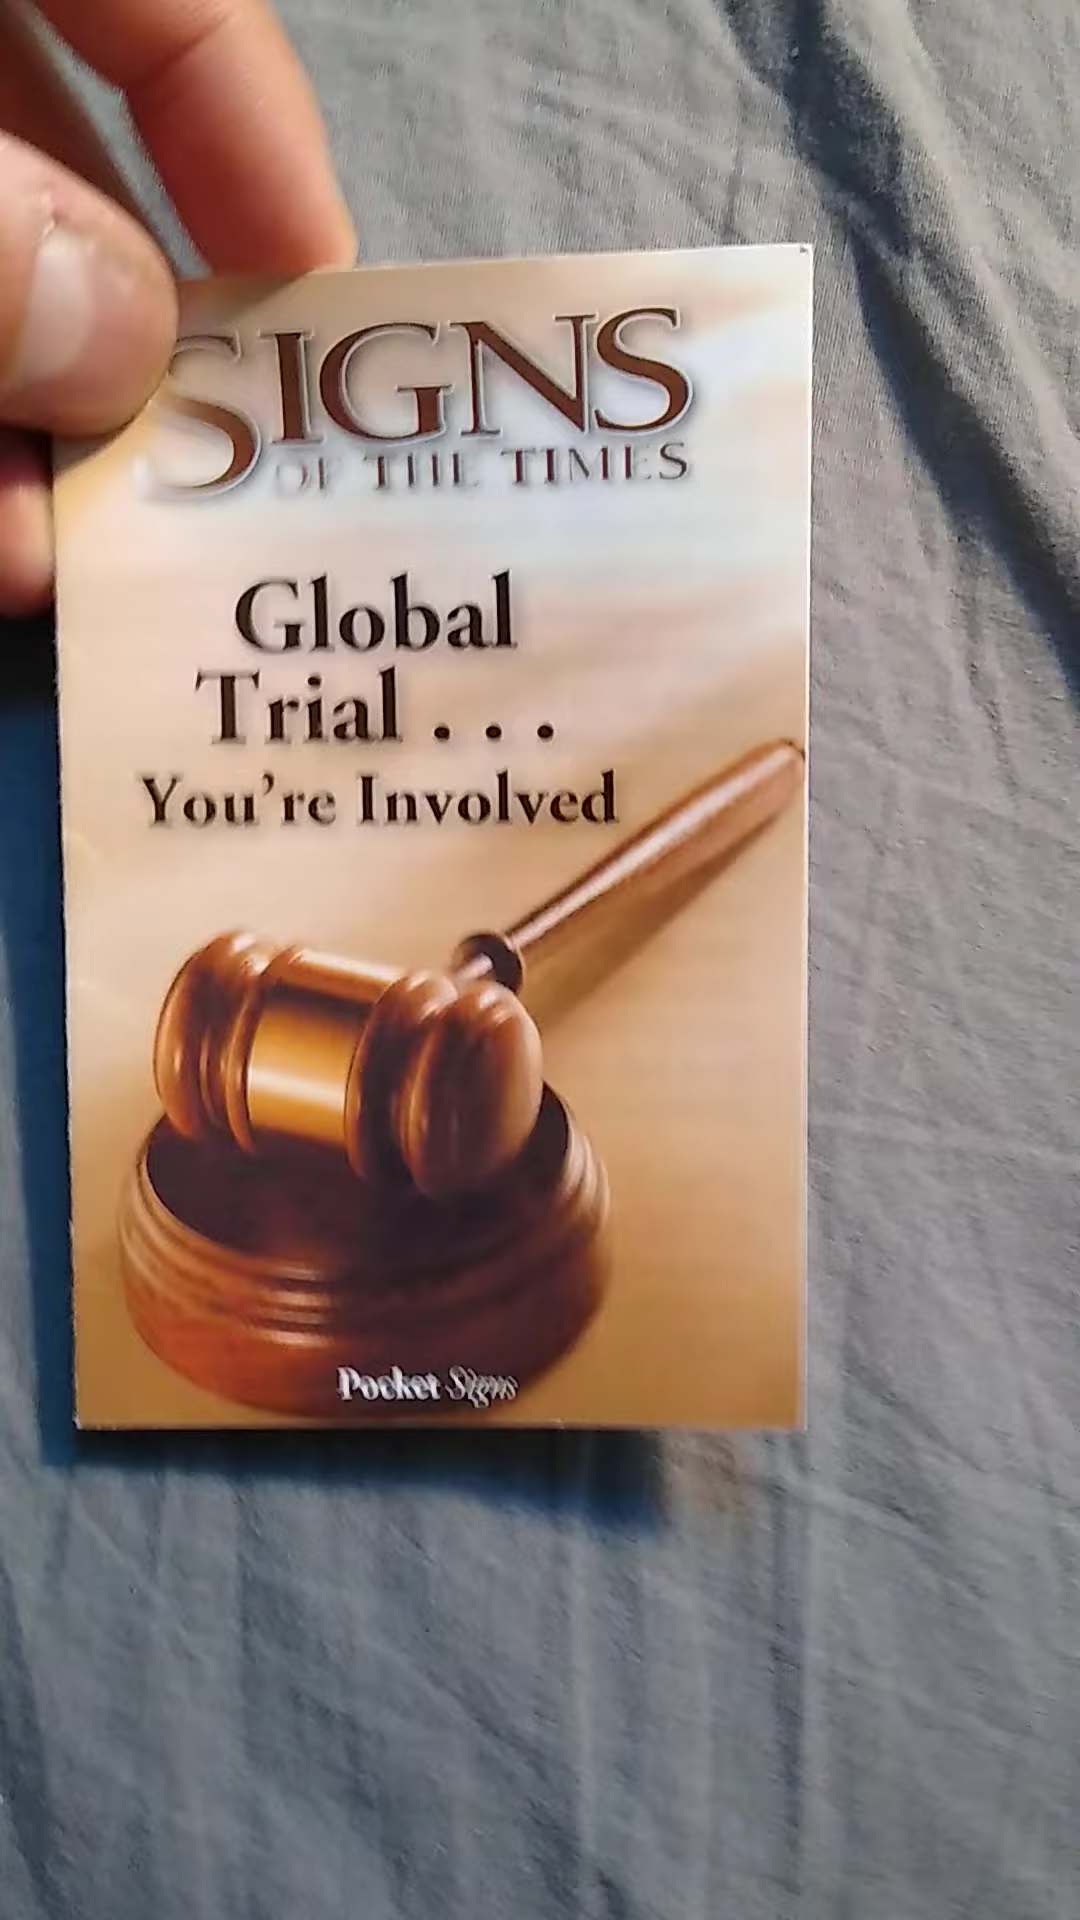 SIGNS
OF THE TIMES
Global
Trial . . .
You're Involved
Pocket Signs